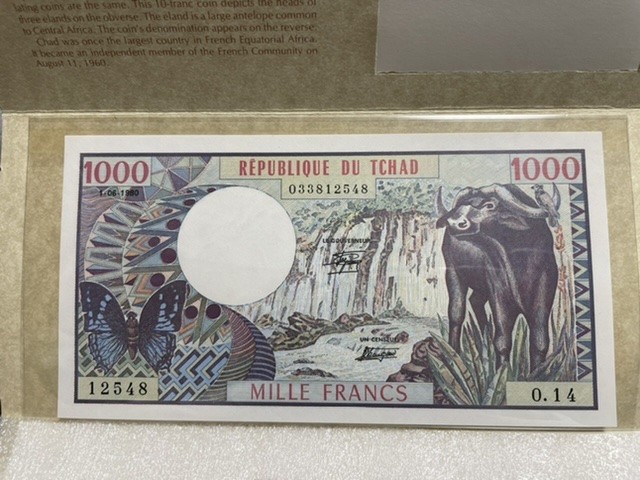 lating coins are the same. This 10-franc coin depicts the heads of
three elands on the obverse. The eland is a large antelope common
to Central Africa. The coin's denomination appears on the reverse.
Chad was once the largest country in French Equatorial Africa.
It became an independent member of the French Community on
August 11, 1960.
1000 RÉPUBLIQUE DU TCHAD 1000
1-06-1980 033812548
LE GOUVERNEUR
UN CENSEUR
12548 MILLE FRANCS O.14